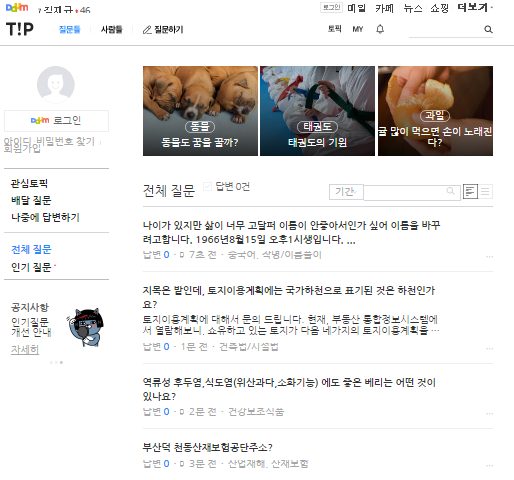 Daum 7 김재규 46
로그인 메일 카페 뉴스 쇼핑 더보기
T!P 질문들 사람들 질문하기 토픽 MY
Daum 로그인
아이디·비밀번호 찾기
회원가입
관심토픽
배달 질문
나중에 답변하기
전체 질문
인기 질문
공지사항
인기질문
개선 안내
자세히
동물
동물도 꿈을 꿀까?
태권도
태권도의 기원
과일
귤 많이 먹으면 손이 노래진
다?
전체 질문 답변 0건 기간
나이가 있지만 삶이 너무 고달퍼 이름이 안좋아서인가 싶어 이름을 바꾸
려고합니다, 1966년8월15일 오후1시생입니다, ...
답변 0 · 0 7초 전 · 중국어, 작명/이름풀이
지목은 밭인데, 토지이용게획에는 국가하천으로 표기된 것은 하천인가
요?
토지이용계획에 대해서 문의 드립니다. 현재, 부동산 통합정보시스템에
서 열람해보니, 소유하고 있는 토지가 다음 네가지의 토지이용계획을...
답변 0 · 0 1분 전 · 건축법/시설법
역류성 후두염,식도염(위산과다,소화기능) 에도 좋은 베리는 어떤 것이
있나요?
답변 0 · 0 2분 전 · 건강보조식품
부산덕 천동산재보험공단주소?
답변 0 · 0 3분 전 · 산업재해, 산재보험